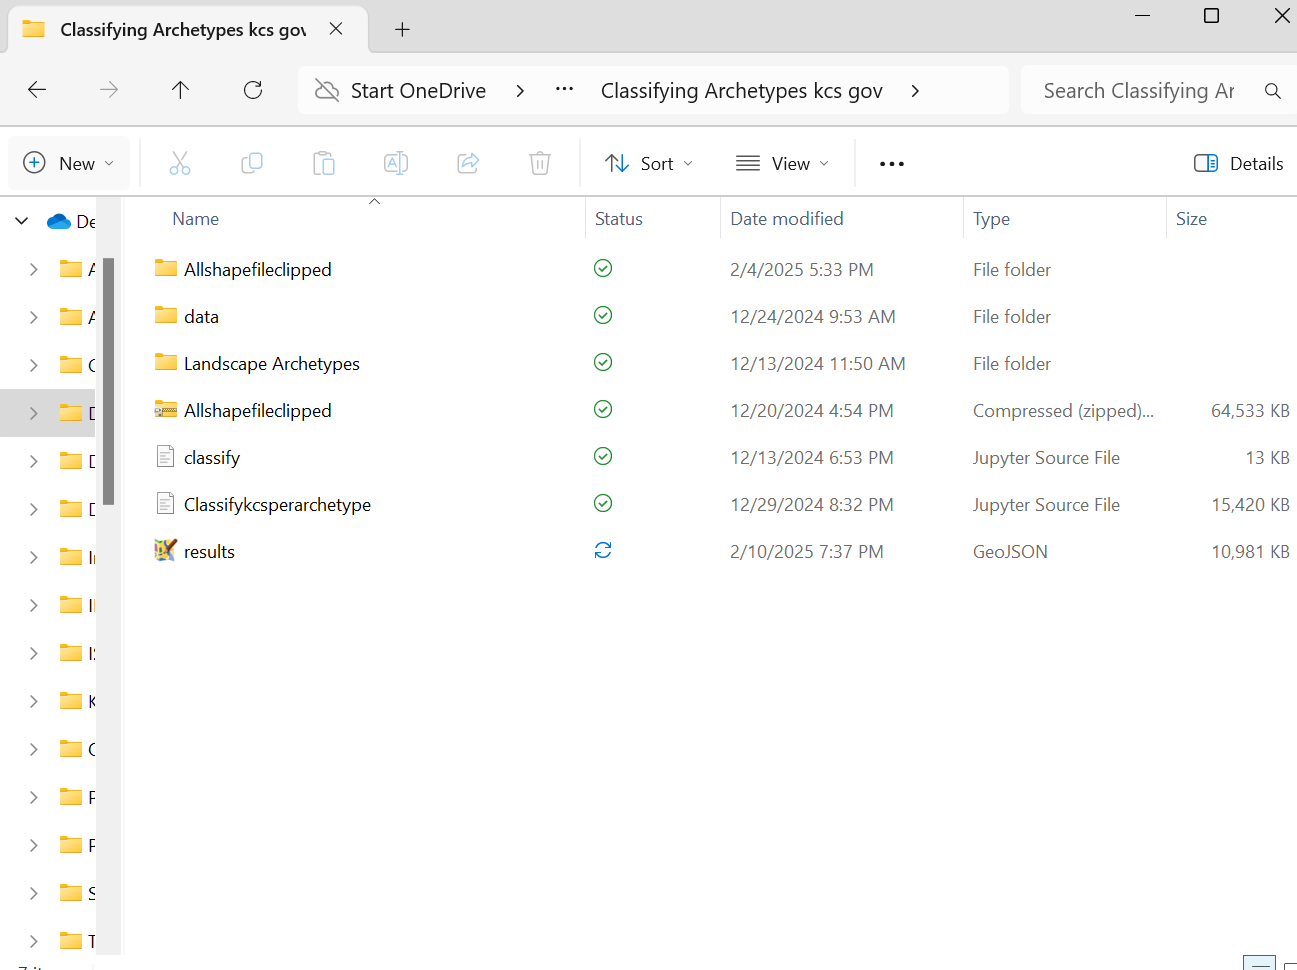 Classifying Archetypes kcs gov
Start OneDrive > ... Classifying Archetypes kcs gov >
Search Classifying Ar
New
Sort
View
Details
De
Name Status Date modified Type Size
Allshapefileclipped 2/4/2025 5:33 PM File folder
data 12/24/2024 9:53 AM File folder
Landscape Archetypes 12/13/2024 11:50 AM File folder
Allshapefileclipped 12/20/2024 4:54 PM Compressed (zipped)... 64,533 KB
classify 12/13/2024 6:53 PM Jupyter Source File 13 KB
Classifykcsperarchetype 12/29/2024 8:32 PM Jupyter Source File 15,420 KB
results 2/10/2025 7:37 PM GeoJSON 10,981 KB